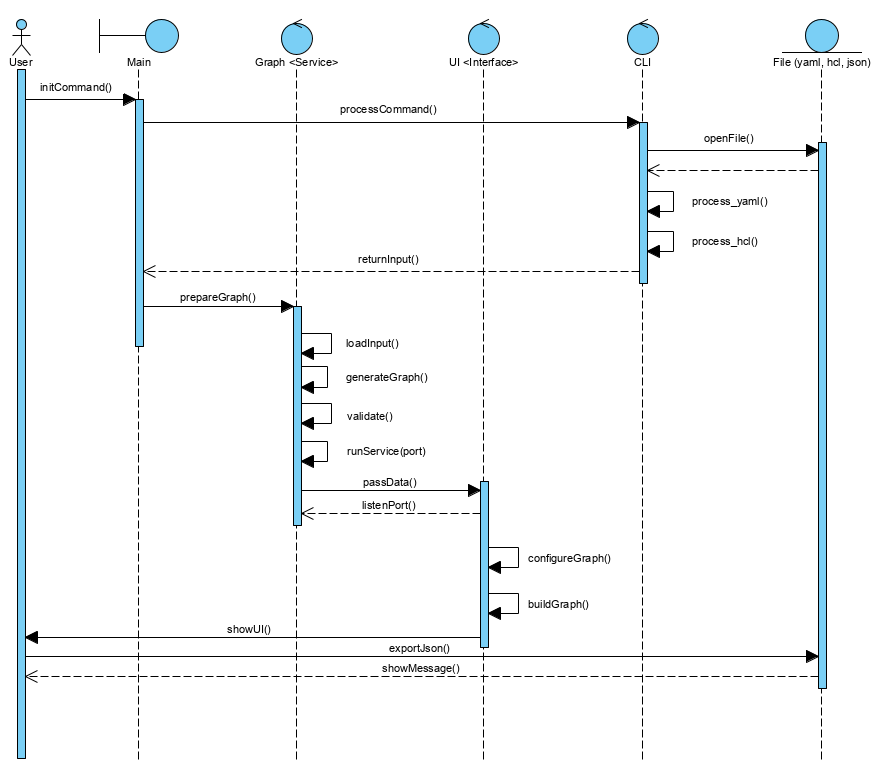 User
Main
Graph <Service>
UI <Interface>
CLI
File (yaml, hcl, json)
initCommand()
processCommand()
openFile()
process_yaml()
process_hcl()
returnInput()
prepareGraph()
loadInput()
generateGraph()
validate()
runService(port)
passData()
listenPort()
configureGraph()
buildGraph()
showUI()
exportJson()
showMessage()